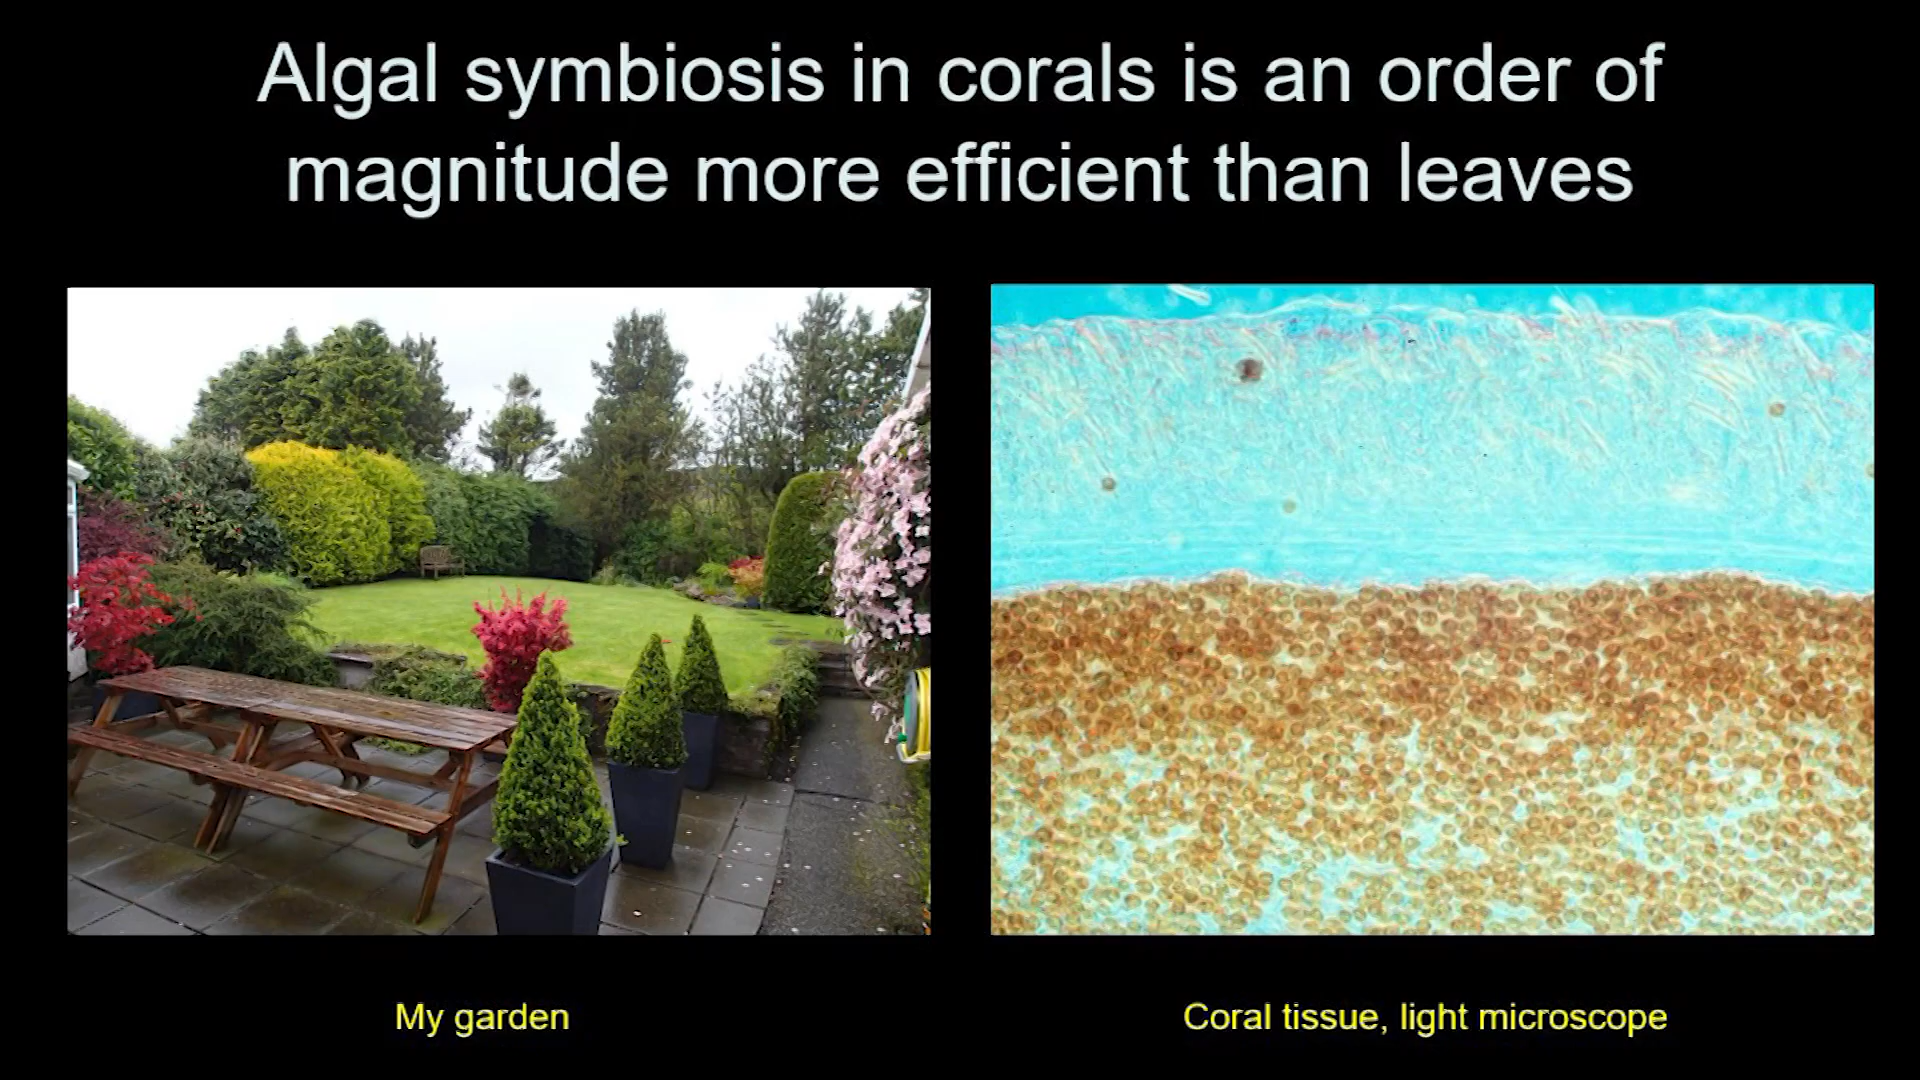 Algal symbiosis in corals is an order of
magnitude more efficient than leaves
My garden
Coral tissue, light microscope